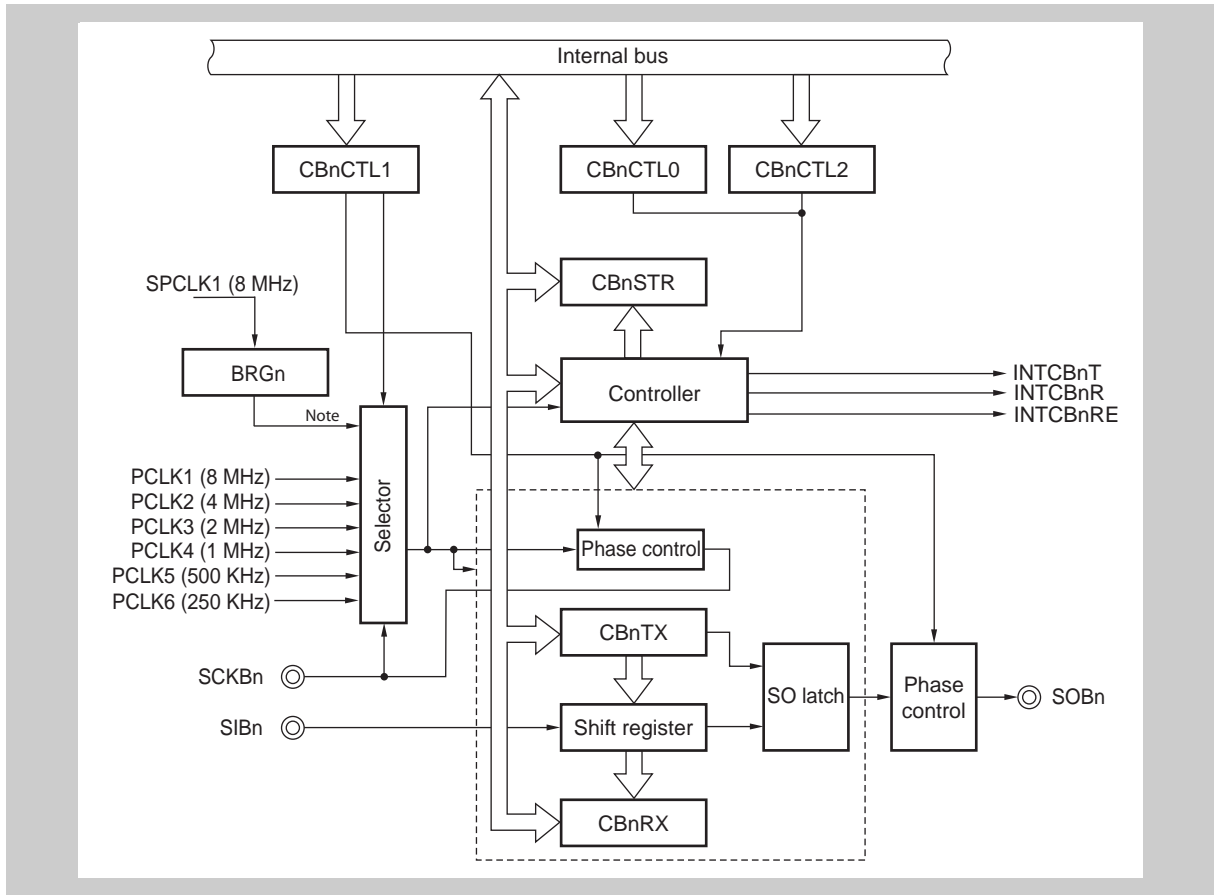 Internal bus
CBnCTL1
CBnCTL0
CBnCTL2
CBnSTR
SPCLK1 (8 MHz)
BRGn
Controller
INTCBnT
INTCBnR
INTCBnRE
Note
Selector
PCLK1 (8 MHz)
PCLK2 (4 MHz)
PCLK3 (2 MHz)
PCLK4 (1 MHz)
PCLK5 (500 KHz)
PCLK6 (250 KHz)
Phase control
CBnTX
SCKBn
SO latch
Phase
control
SOBn
SIBn
Shift register
CBnRX